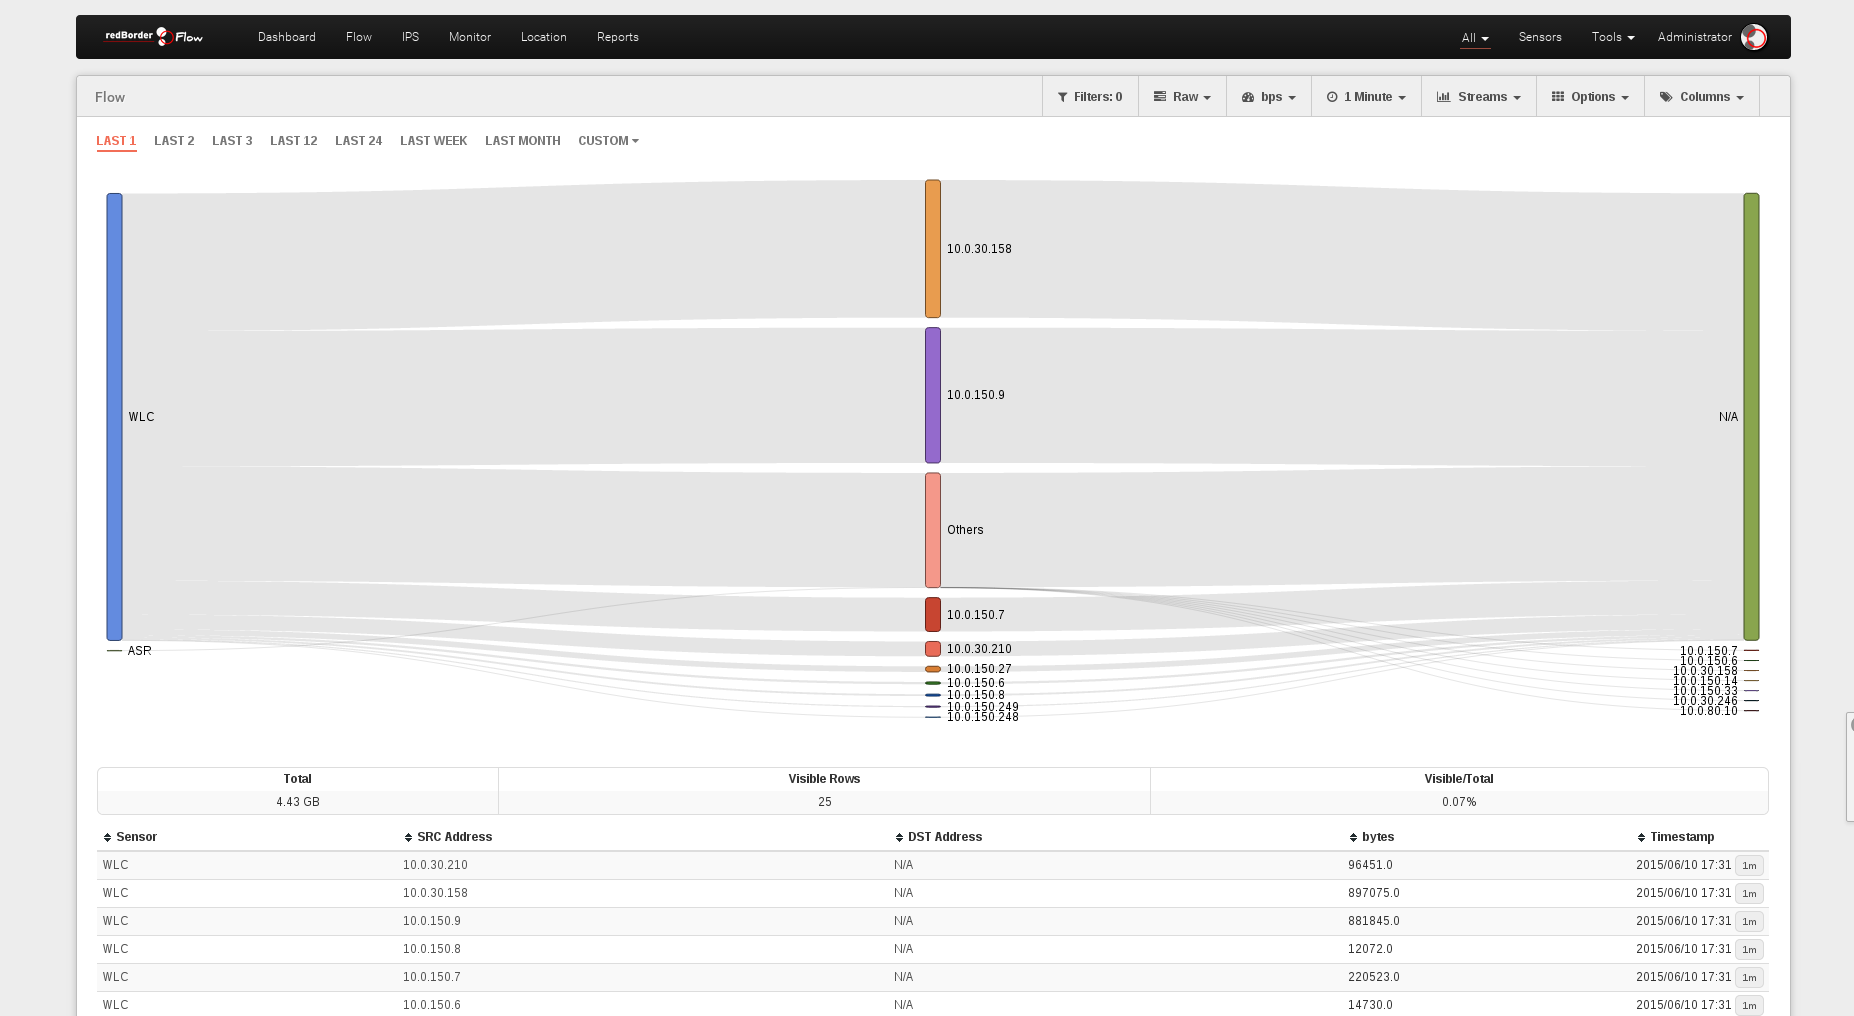 redBorder Flow Dashboard Flow IPS Monitor Location Reports All Sensors Tools Administrator
Flow Filters: 0 Raw bps 1 Minute Streams Options Columns
LAST 1 LAST 2 LAST 3 LAST 12 LAST 24 LAST WEEK LAST MONTH CUSTOM
10.0.30.158
10.0.150.9
WLC N/A
Others
10.0.150.7
10.0.30.210
ASR 10.0.150.7
10.0.150.6
10.0.150.27 10.0.30.158
10.0.150.6 10.0.150.14
10.0.150.8 10.0.150.33
10.0.150.249 10.0.30.246
10.0.150.248 10.0.80.10
Total Visible Rows Visible/Total
4.43 GB 25 0.07%
Sensor SRC Address DST Address bytes Timestamp
WLC 10.0.30.210 N/A 96451.0 2015/06/10 17:31 1m
WLC 10.0.30.158 N/A 897075.0 2015/06/10 17:31 1m
WLC 10.0.150.9 N/A 881845.0 2015/06/10 17:31 1m
WLC 10.0.150.8 N/A 12072.0 2015/06/10 17:31 1m
WLC 10.0.150.7 N/A 220523.0 2015/06/10 17:31 1m
WLC 10.0.150.6 N/A 14730.0 2015/06/10 17:31 1m